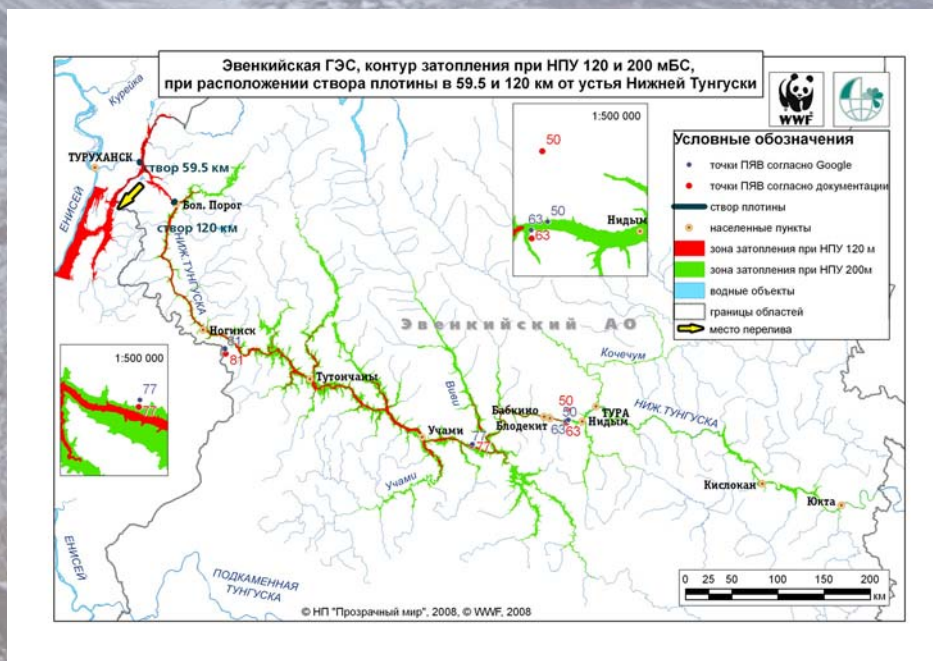 Эвенкийская ГЭС, контур затопления при НПУ 120 и 200 мБС,
при расположении створа плотины в 59.5 и 120 км от устья Нижней Тунгуски
Курейка
ТУРУХАНСК
створ 59.5 км
ЕНИСЕЙ
Бол. Порог
створ 120 км
НИЖ.ТУНГУСКА
1:500 000
50
63
50
63
Нидым
WWF
Условные обозначения
точки ПЯВ согласно Google
точки ПЯВ согласно документации
створ плотины
населенные пункты
зона затопления при НПУ 120 м
зона затопления при НПУ 200м
водные объекты
границы областей
место перелива
Ногинск
81
81
Эвенкийский АО
Кочечум
1:500 000
77
77
Тутончаны
Виви
Бабкино
Блодекит
50
50
63
63
ТУРА
Нидым
НИЖ.ТУНГУСКА
Учами
77
77
Учами
Кислокан
Юкта
ЕНИСЕЙ
ПОДКАМЕННАЯ
ТУНГУСКА
0 25 50 100 150 200
км
© НП "Прозрачный мир", 2008, © WWF, 2008